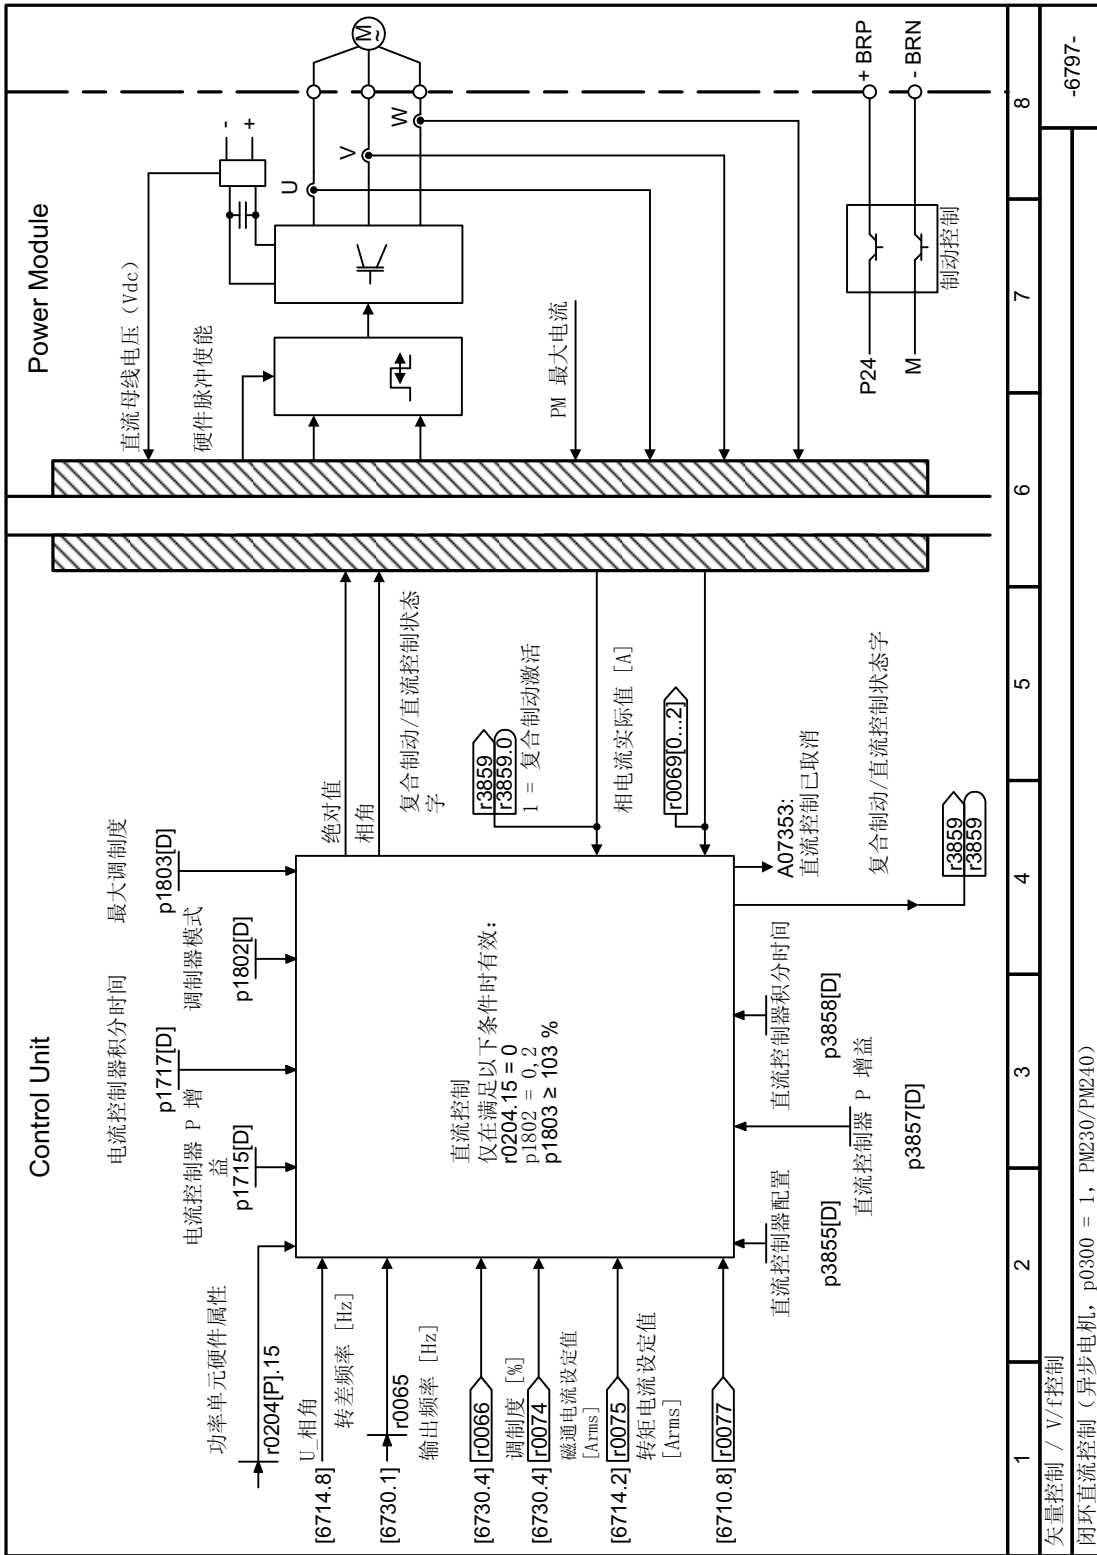 Control Unit
Power Module
功率单元硬件属性
r0204[P].15
电流控制器 P 增
益
p1715[D]
电流控制器积分时间
p1717[D]
调制器模式
p1802[D]
最大调制度
p1803[D]
[6714.8]
U_相角
转差频率 [Hz]
[6730.1]
r0065
输出频率 [Hz]
[6730.4]
r0066
调制度 [%]
[6730.4]
r0074
磁通电流设定值
[Arms]
[6714.2]
r0075
转矩电流设定值
[Arms]
[6710.8]
r0077
直流控制
仅在满足以下条件时有效:
r0204.15 = 0
p1802 = 0,2
p1803 ≥ 103 %
直流控制器配置
p3855[D]
直流控制器 P 增益
p3857[D]
直流控制器积分时间
p3858[D]
绝对值
相角
复合制动/直流控制状态
字
r3859
r3859.0
1 = 复合制动激活
相电流实际值 [A]
r0069[0...2]
A07353:
直流控制已取消
复合制动/直流控制状态字
r3859
r3859
直流母线电压 (Vdc)
硬件脉冲使能
PM 最大电流
-
+
U
V
W
M
~
P24
M
制动控制
+ BRP
- BRN
1
2
3
4
5
6
7
8
矢量控制 / V/f控制
闭环直流控制 (异步电机, p0300 = 1, PM230/PM240)
-6797-